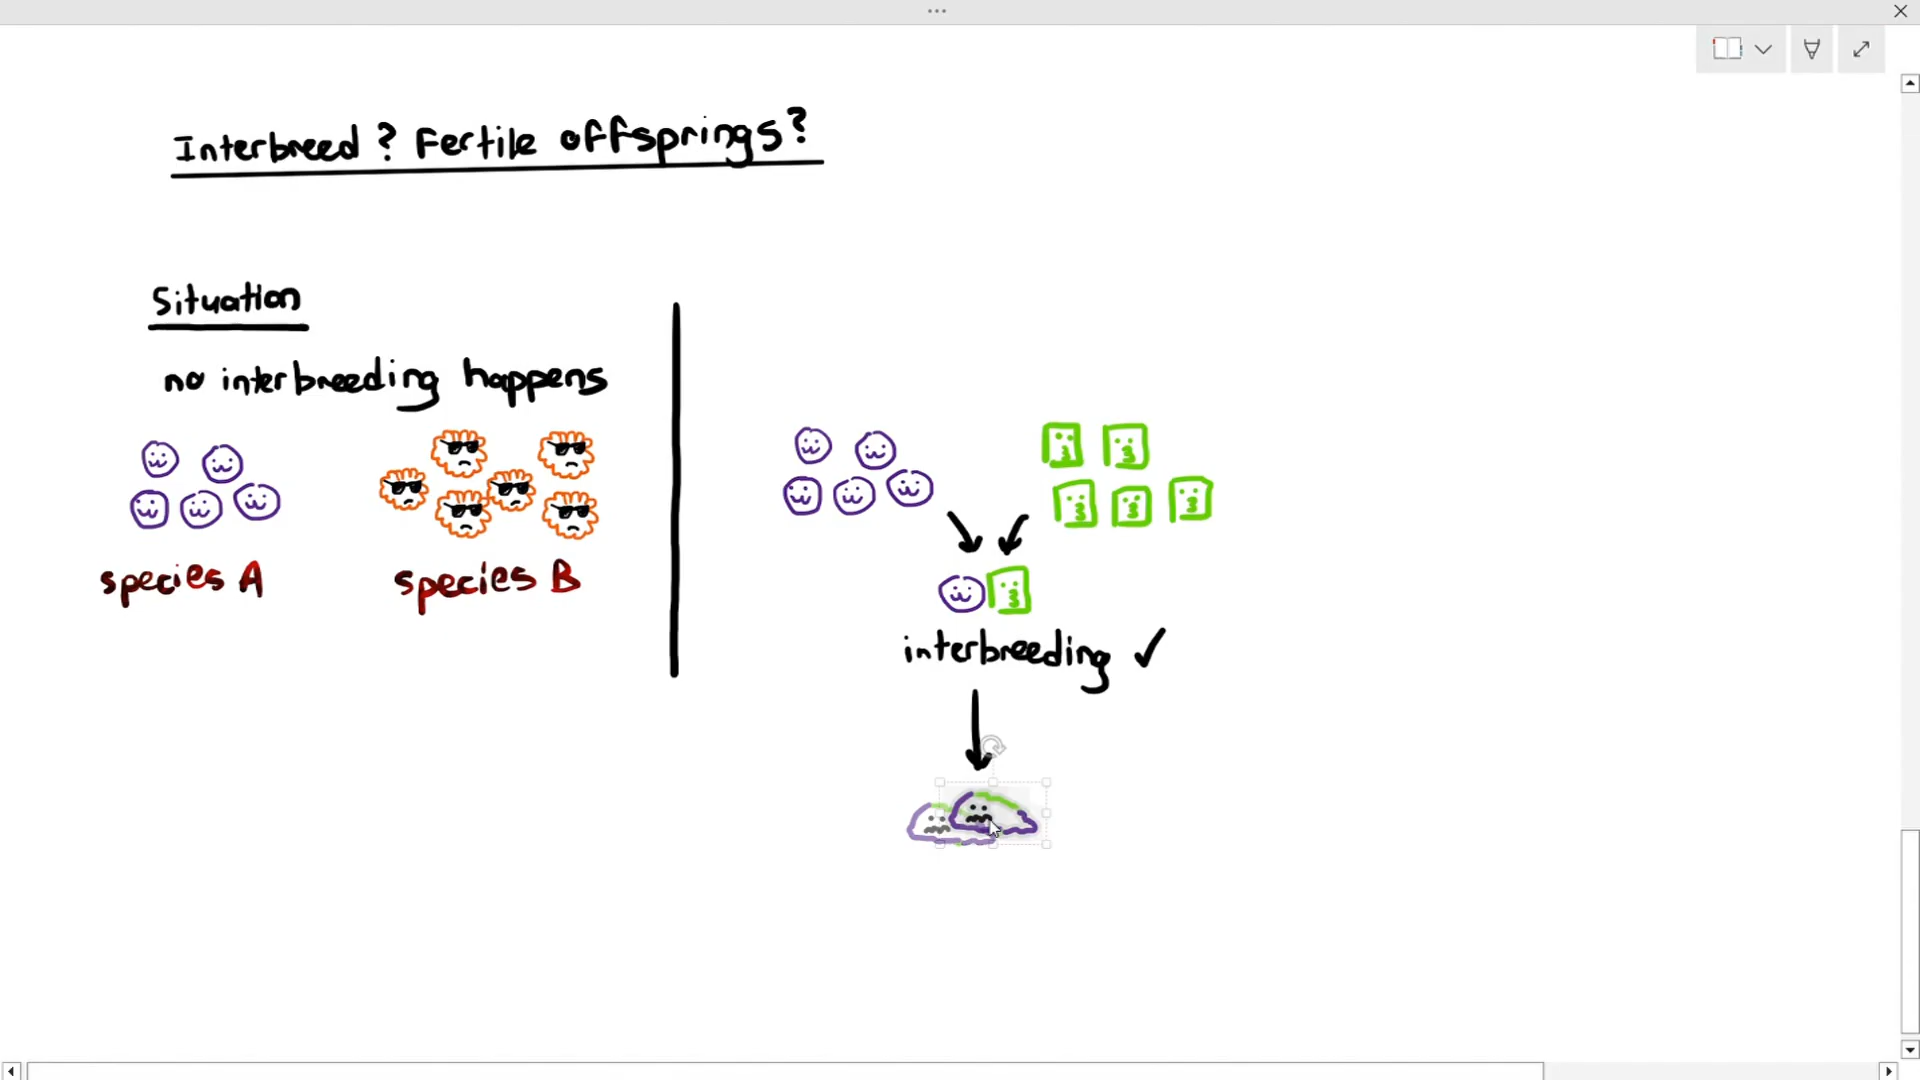 Interbreed ? Fertile offsprings?
Situation
no interbreeding happens
species A
species B
interbreeding ✓